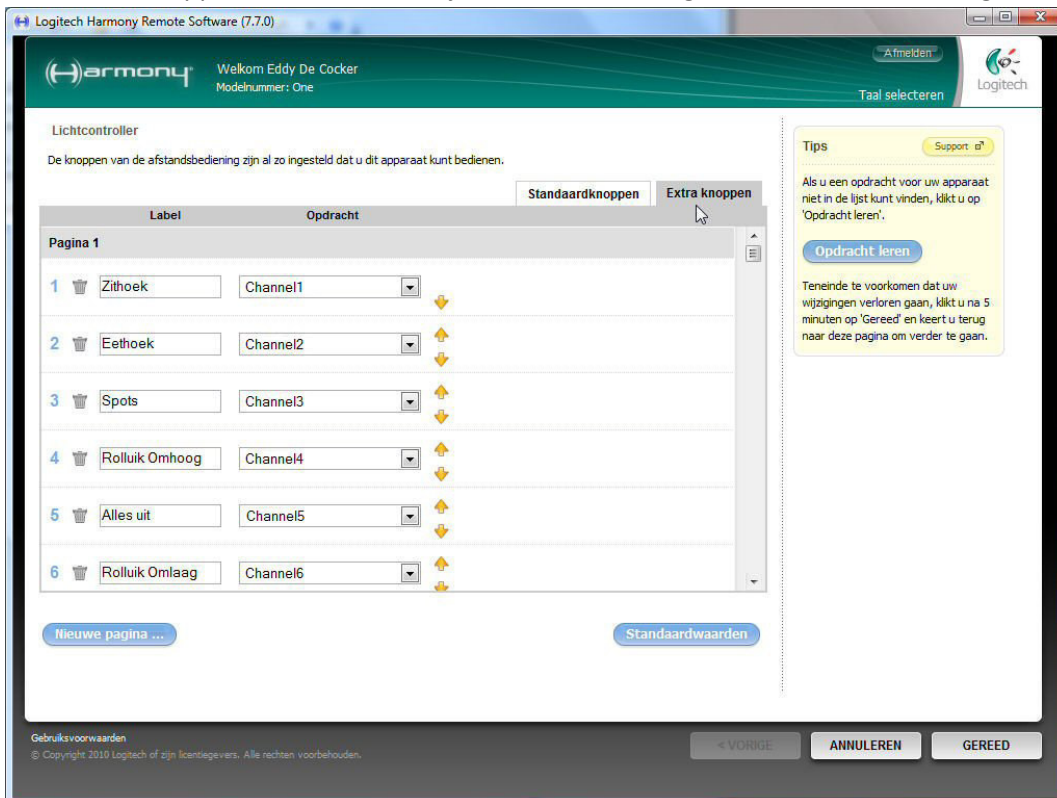 Logitech Harmony Remote Software (7.7.0)
Harmony
Welkom Eddy De Cocker
Modelnummer: One
Afmelden
Taal selecteren
Logitech
Lichtcontroller
De knoppen van de afstandsbediening zijn al zo ingesteld dat u dit apparaat kunt bedienen.
Standaardknoppen Extra knoppen
Label Opdracht
Pagina 1
1 Zithoek Channel1
2 Eethoek Channel2
3 Spots Channel3
4 Rolluik Omhoog Channel4
5 Alles uit Channel5
6 Rolluik Omlaag Channel6
Nieuwe pagina ... Standaardwaarden
Tips Support
Als u een opdracht voor uw apparaat
niet in de lijst kunt vinden, klikt u op
'Opdracht leren'.
Opdracht leren
Teneinde te voorkomen dat uw
wijzigingen verloren gaan, klikt u na 5
minuten op 'Gereed' en keert u terug
naar deze pagina om verder te gaan.
Gebruiksvoorwaarden
© Copyright 2010 Logitech of zijn licentiegevers. Alle rechten voorbehouden.
< VORIGE ANNULEREN GEREED